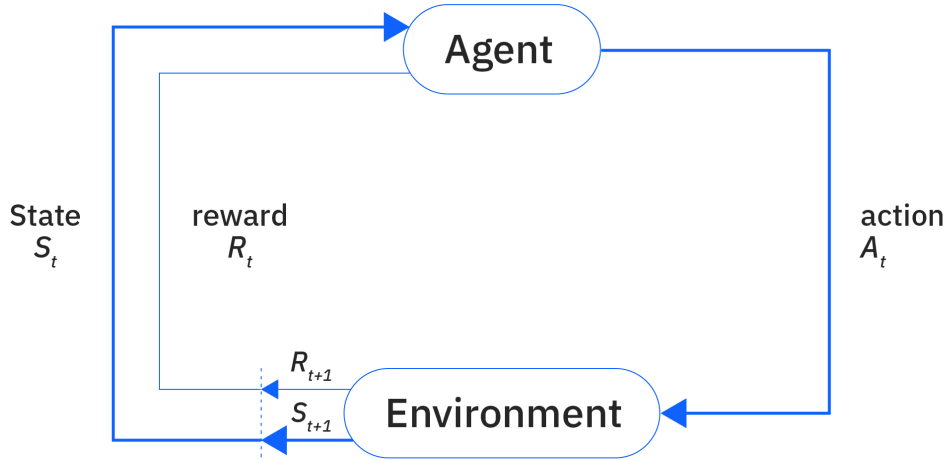 Agent
State
S_t
reward
R_t
action
A_t
R_t+1
S_t+1
Environment